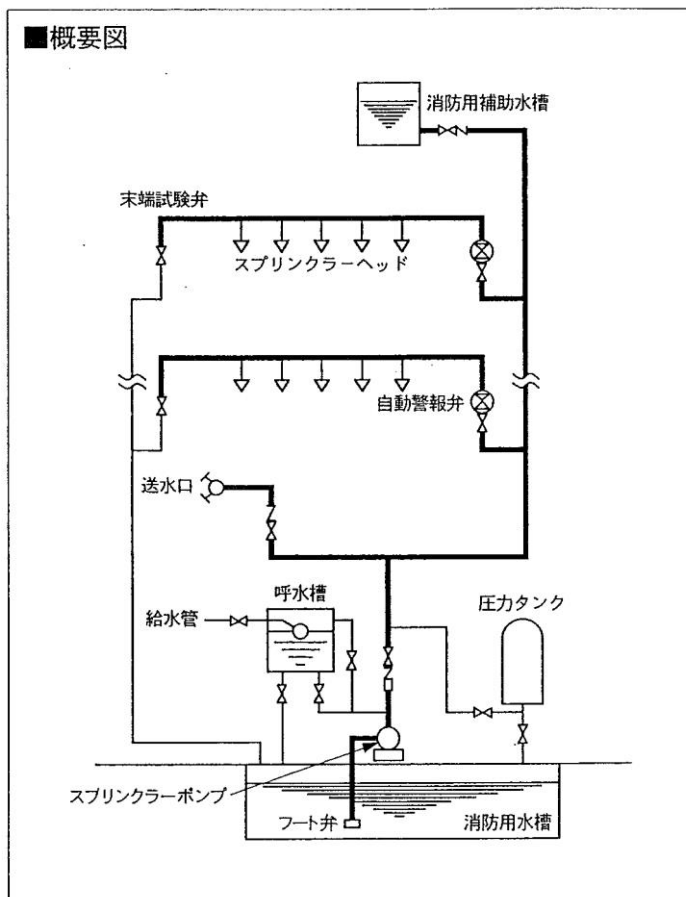 ■概要図
消防用補助水槽
末端試験弁
スプリンクラーヘッド
自動警報弁
送水口
呼水槽
給水管
圧力タンク
スプリンクラーポンプ
フート弁
消防用水槽